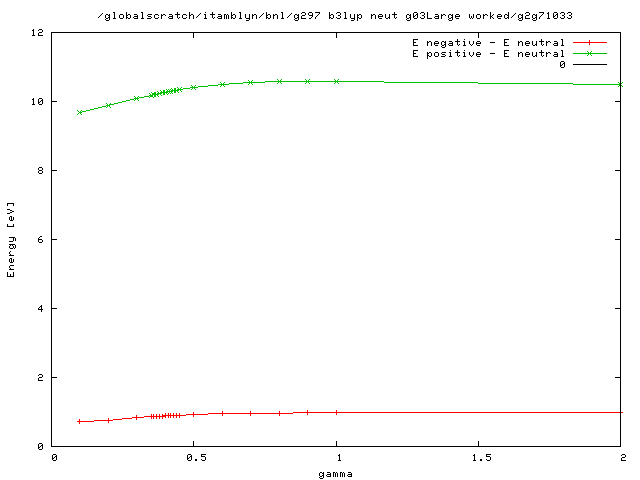 /globalscratch/itamblyn/bnl/g297 b3lyp neut g03Large worked/g2g71033
E negative - E neutral
E positive - E neutral
0
12
10
8
6
4
2
0
Energy [eV]
0 0.5 1 1.5 2
gamma